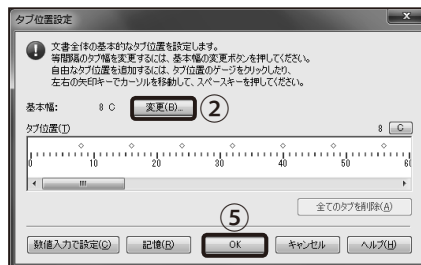 タブ位置設定
文書全体の基本的なタブ位置を設定します。
等間隔のタブ幅を変更するには、基本幅の変更ボタンを押してください。
自由なタブ位置を追加するには、タブ位置のゲージをクリックしたり、
左右の矢印キーでカーソルを移動して、スペースキーを押してください。
基本幅: 8 C 変更(B)... ②
タブ位置(T) 8 C
0 10 20 30 40 50 60
全てのタブを削除(A)
⑤
数値入力で設定(C) 記憶(R) OK キャンセル ヘルプ(H)